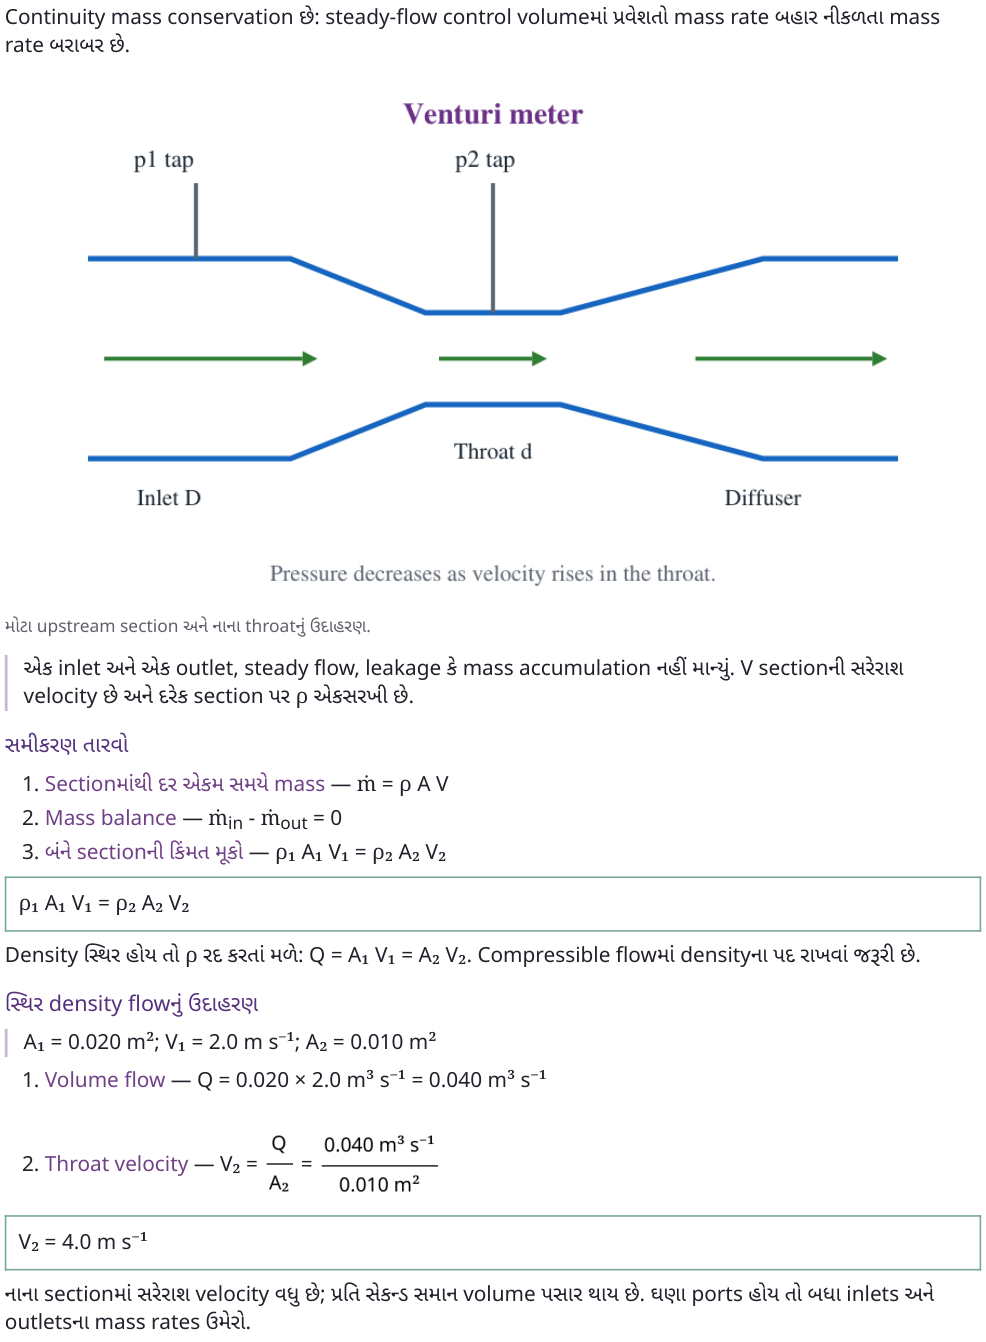 Continuity mass conservation છે: steady-flow control volumeમાં પ્રવેશતો mass rate બહાર નીકળતા mass
rate બરાબર છે.
Venturi meter
p1 tap
p2 tap
Throat d
Inlet D
Diffuser
Pressure decreases as velocity rises in the throat.
મોટા upstream section અને નાના throatનું ઉદાહરણ.
એક inlet અને એક outlet, steady flow, leakage કે mass accumulation નહીં માન્યું. V sectionની સરેરાશ
velocity છે અને દરેક section પર ρ એકસરખી છે.
સમીકરણ તારવો
1. Sectionમાંથી દર એકમ સમયે mass — ṁ = ρ A V
2. Mass balance — ṁ_in - ṁ_out = 0
3. બંને sectionની કિંમત મૂકો — ρ₁ A₁ V₁ = ρ₂ A₂ V₂
ρ₁ A₁ V₁ = ρ₂ A₂ V₂
Density સ્થિર હોય તો ρ રદ કરતાં મળે: Q = A₁ V₁ = A₂ V₂. Compressible flowમાં densityના પદ રાખવાં જરૂરી છે.
સ્થિર density flowનું ઉદાહરણ
A₁ = 0.020 m²; V₁ = 2.0 m s⁻¹; A₂ = 0.010 m²
1. Volume flow — Q = 0.020 × 2.0 m³ s⁻¹ = 0.040 m³ s⁻¹
2. Throat velocity — V₂ = Q / A₂ = 0.040 m³ s⁻¹ / 0.010 m²
V₂ = 4.0 m s⁻¹
નાના sectionમાં સરેરાશ velocity વધુ છે; પ્રતિ સેકન્ડ સમાન volume પસાર થાય છે. ઘણા ports હોય તો બધા inlets અને
outletsના mass rates ઉમેરો.